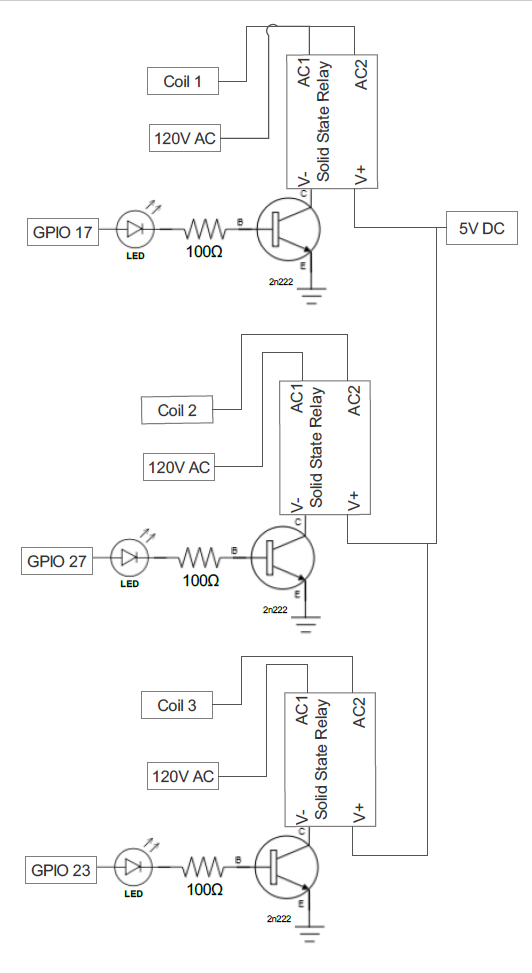 Coil 1
120V AC
AC1
Solid State Relay
AC2
V-
V+
C
GPIO 17
LED
100Ω
B
E
2n222
5V DC
Coil 2
120V AC
AC1
Solid State Relay
AC2
V-
V+
C
GPIO 27
LED
100Ω
B
E
2n222
Coil 3
120V AC
AC1
Solid State Relay
AC2
V-
V+
C
GPIO 23
LED
100Ω
B
E
2n222